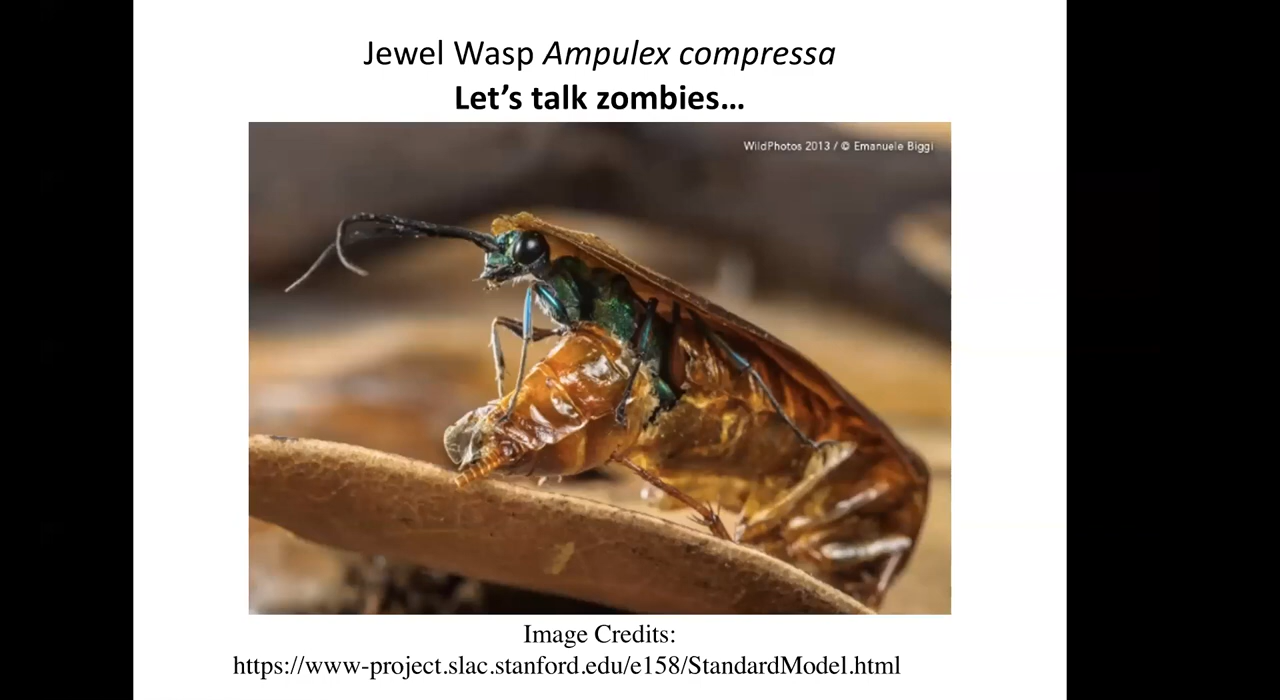 Jewel Wasp Ampulex compressa
Let’s talk zombies…
WildPhotos 2013 / © Emanuele Biggi
Image Credits:
https://www-project.slac.stanford.edu/e158/StandardModel.html